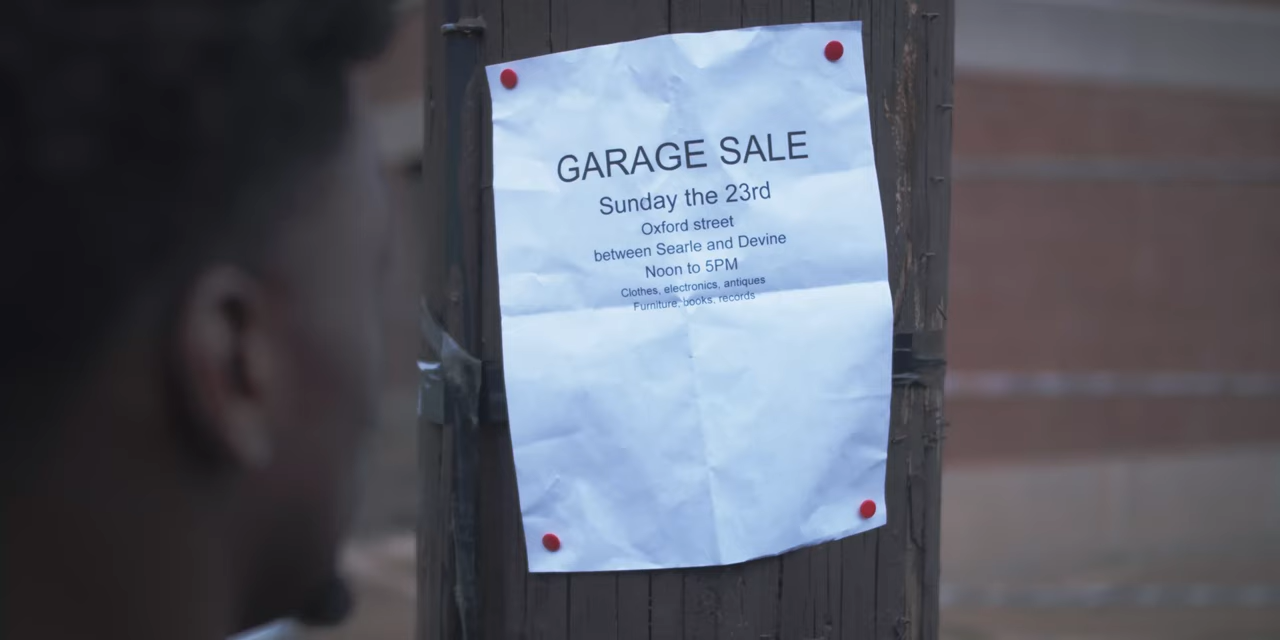 GARAGE SALE
Sunday the 23rd
Oxford street
between Searle and Devine
Noon to 5PM
Clothes, electronics, antiques
Furniture, books, records